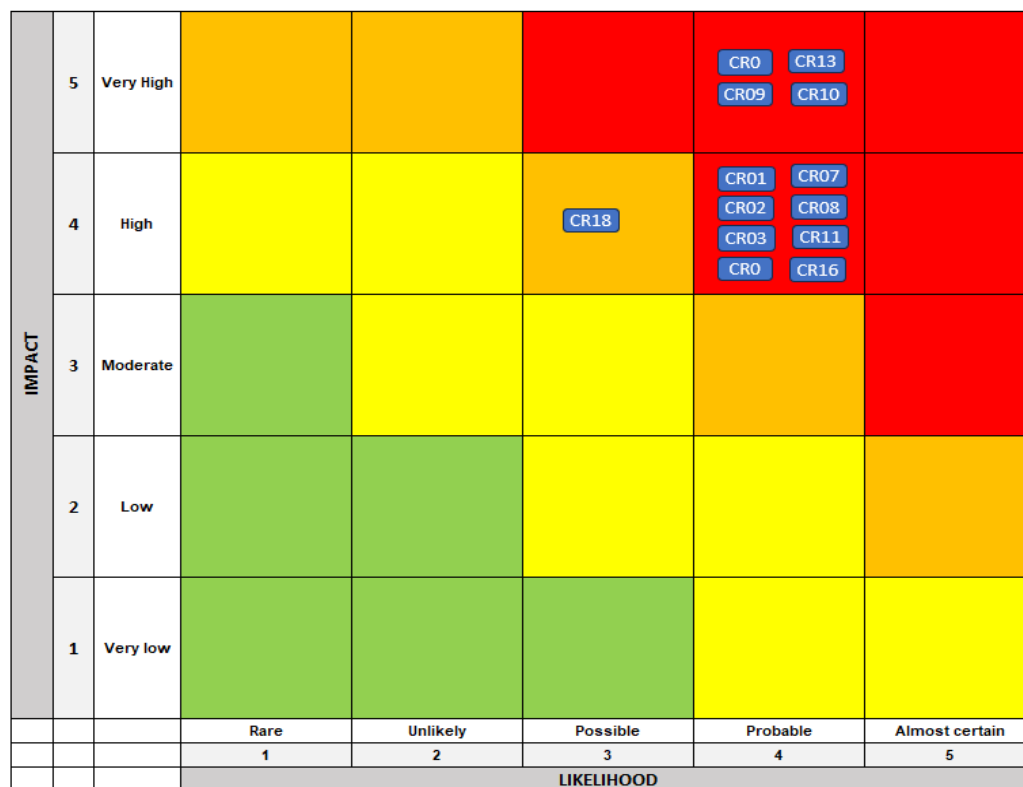 5 Very High CR0 CR13
CR09 CR10
4 High CR18 CR01 CR07
CR02 CR08
CR03 CR11
CR0 CR16
IMPACT
3 Moderate
2 Low
1 Very low
Rare Unlikely Possible Probable Almost certain
1 2 3 4 5
LIKELIHOOD